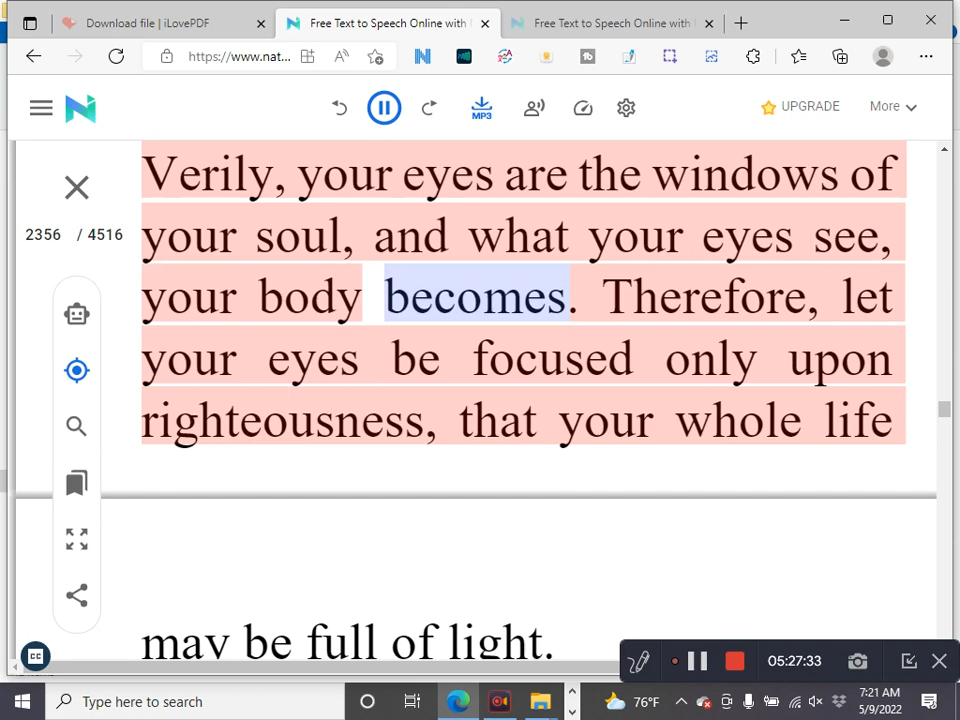 Download file | iLovePDF
Free Text to Speech Online with
Free Text to Speech Online with
https://www.nat...
MP3
UPGRADE
More
Verily, your eyes are the windows of
your soul, and what your eyes see,
your body becomes. Therefore, let
your eyes be focused only upon
righteousness, that your whole life
may be full of light.
2356 / 4516
CC
05:27:33
Type here to search
76°F
7:21 AM
5/9/2022